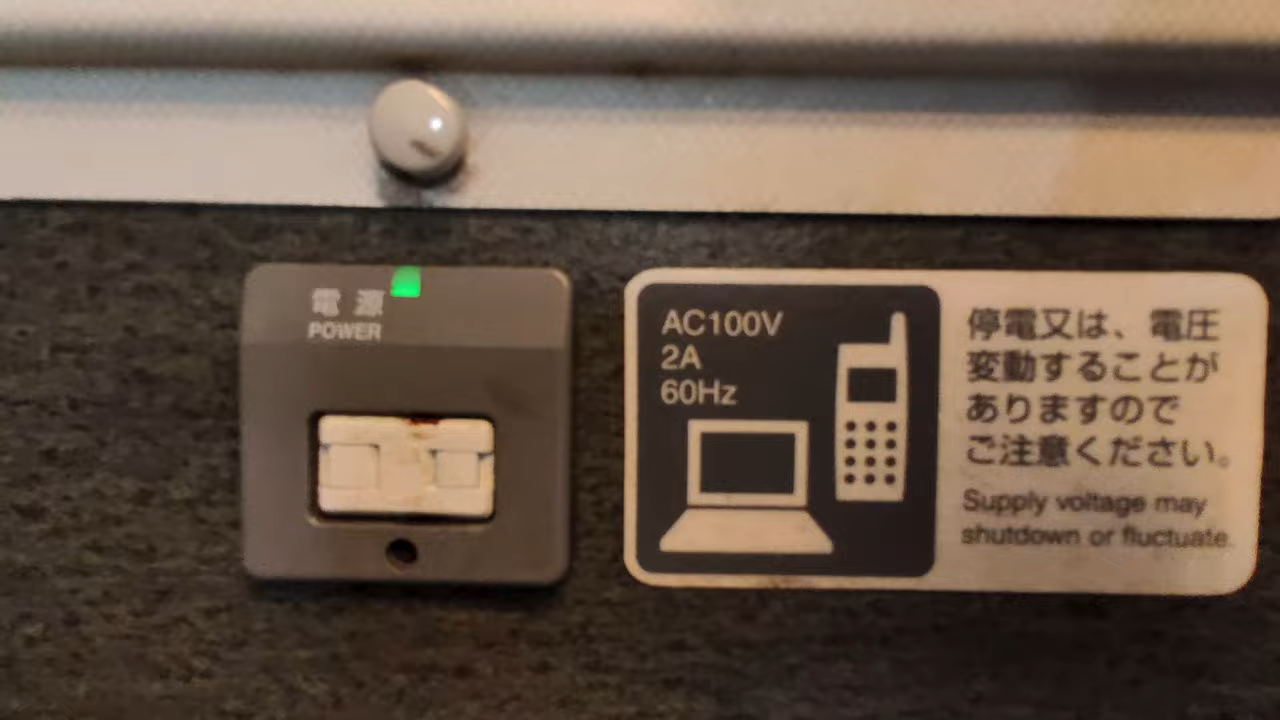 電源
POWER
AC100V
2A
60Hz
停電又は、電圧
変動することが
ありますので
ご注意ください。
Supply voltage may
shutdown or fluctuate.